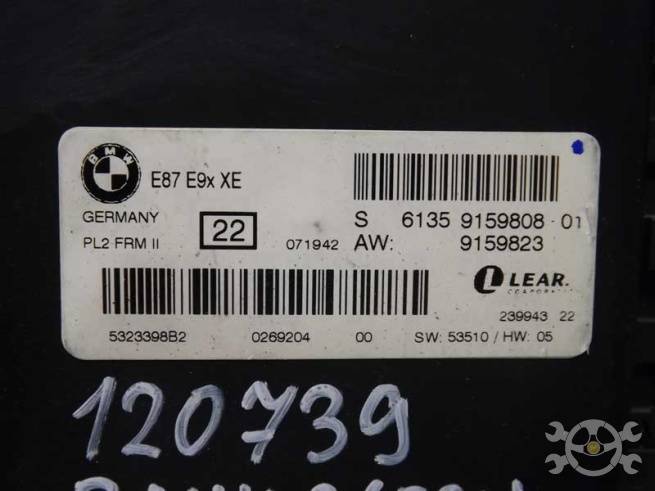 BMW
E87 E9x XE
GERMANY
PL2 FRM II
22
071942
S 6135 9159808-01
AW: 9159823
LEAR.
CORPORATION
239943 22
5323398B2 0269204 00 SW: 53510 / HW: 05
120739